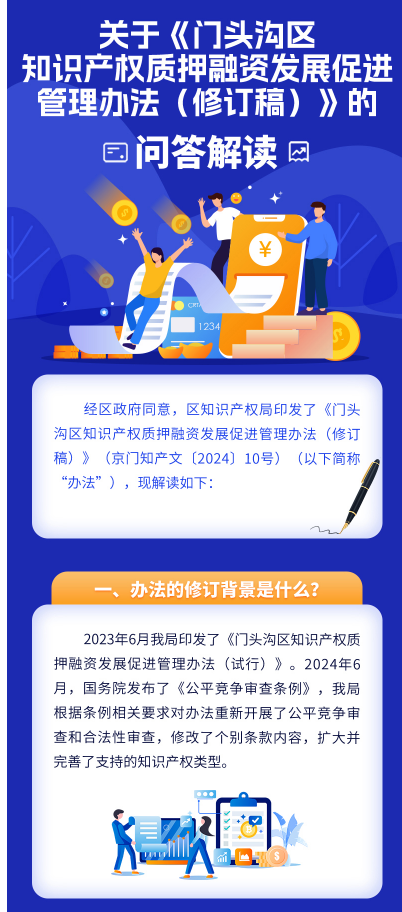 关于《门头沟区
知识产权质押融资发展促进
管理办法（修订稿）》的
问答解读
¥
1234
经区政府同意，区知识产权局印发了《门头
沟区知识产权质押融资发展促进管理办法（修订
稿）》（京门知产文〔2024〕10号）（以下简称
“办法”），现解读如下：
一、办法的修订背景是什么？
2023年6月我局印发了《门头沟区知识产权质
押融资发展促进管理办法（试行）》。2024年6
月，国务院发布了《公平竞争审查条例》，我局
根据条例相关要求对办法重新开展了公平竞争审
查和合法性审查，修改了个别条款内容，扩大并
完善了支持的知识产权类型。